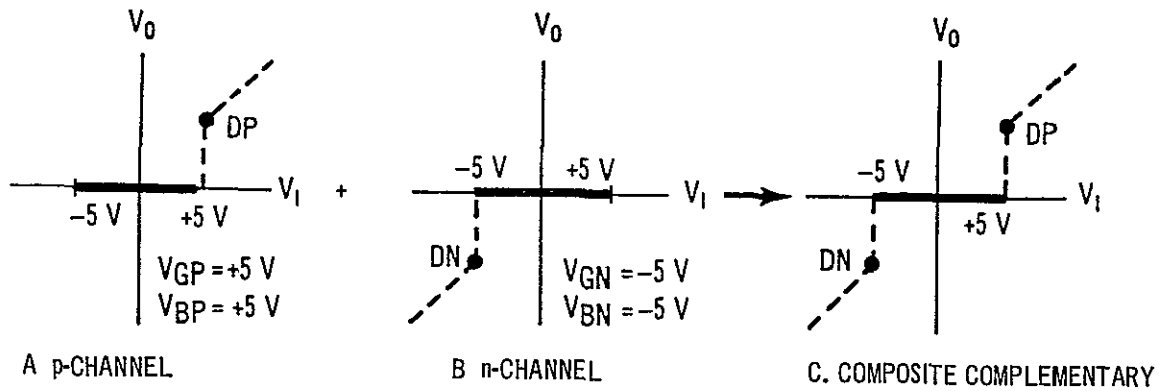 V0
DP
-5 V
+5 V
VI
VGP = +5 V
VBP = +5 V
A p-CHANNEL
+
V0
-5 V
+5 V
VI
DN
VGN = -5 V
VBN = -5 V
B n-CHANNEL
V0
DP
-5 V
+5 V
VI
DN
C. COMPOSITE COMPLEMENTARY